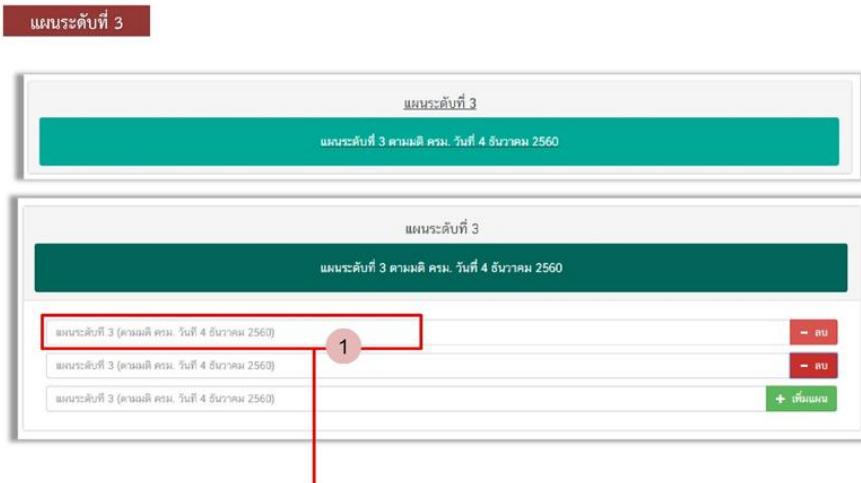 แผนระดับที่ 3
แผนระดับที่ 3
แผนระดับที่ 3 ตามมติ ครม. วันที่ 4 ธันวาคม 2560
แผนระดับที่ 3
แผนระดับที่ 3 ตามมติ ครม. วันที่ 4 ธันวาคม 2560
แผนระดับที่ 3 (ตามมติ ครม. วันที่ 4 ธันวาคม 2560) 1 − ลบ
แผนระดับที่ 3 (ตามมติ ครม. วันที่ 4 ธันวาคม 2560) − ลบ
แผนระดับที่ 3 (ตามมติ ครม. วันที่ 4 ธันวาคม 2560) + เพิ่มแผน